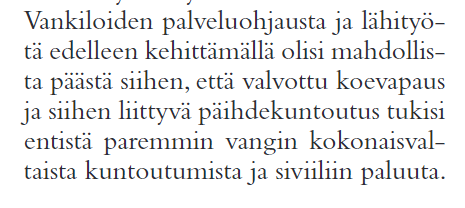 Vankiloiden palveluohjausta ja lähityö-
tä edelleen kehittämällä olisi mahdollis-
ta päästä siihen, että valvottu koevapaus
ja siihen liittyvä päihdekuntoutus tukisi
entistä paremmin vangin kokonaisval-
taista kuntoutumista ja siviiliin paluuta.